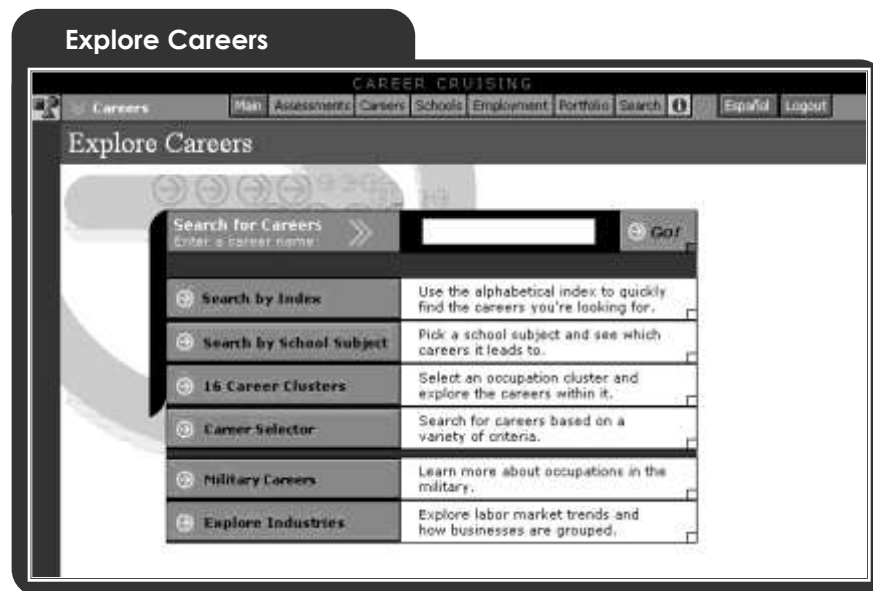 Explore Careers
CAREER CRUISING
Careers Main Assessments Careers Schools Employment Portfolio Search i Español Logout
Explore Careers
Search for Careers
Enter a career name:
Go!
Search by Index
Use the alphabetical index to quickly
find the careers you're looking for.
Search by School Subject
Pick a school subject and see which
careers it leads to.
16 Career Clusters
Select an occupation cluster and
explore the careers within it.
Career Selector
Search for careers based on a
variety of criteria.
Military Careers
Learn more about occupations in the
military.
Explore Industries
Explore labor market trends and
how businesses are grouped.